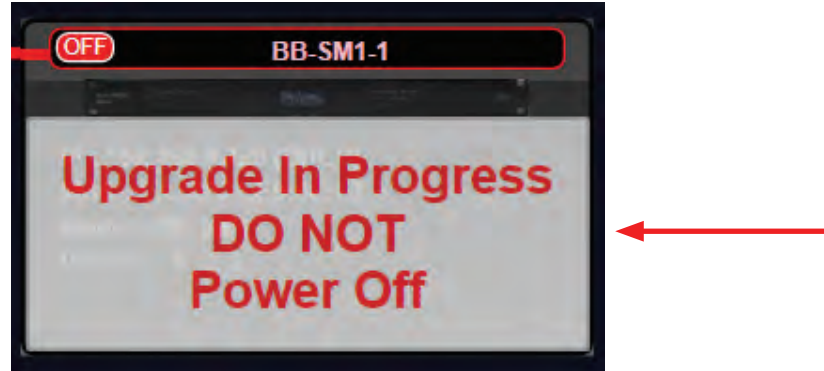 OFF
BB-SM1-1
Upgrade In Progress
DO NOT
Power Off